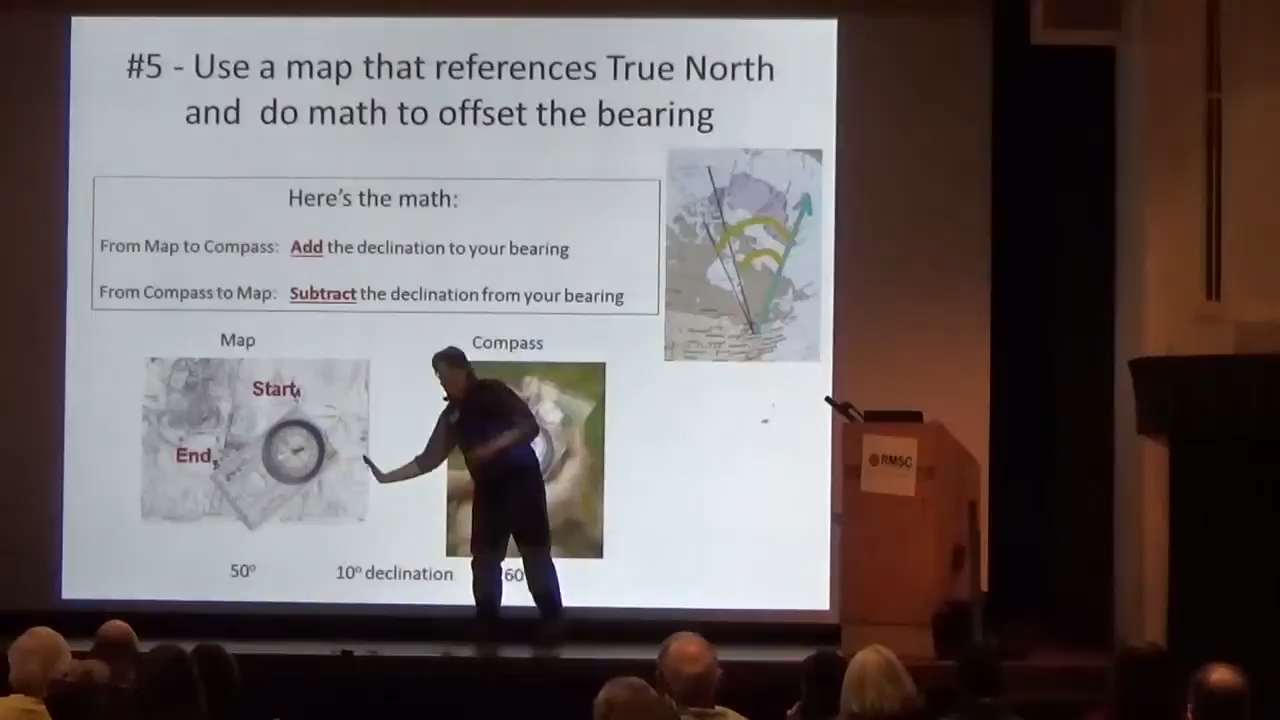 #5 - Use a map that references True North
and do math to offset the bearing
Here's the math:
From Map to Compass: Add the declination to your bearing
From Compass to Map: Subtract the declination from your bearing
Map
Compass
Start
End
50°
10° declination
60
RMSC